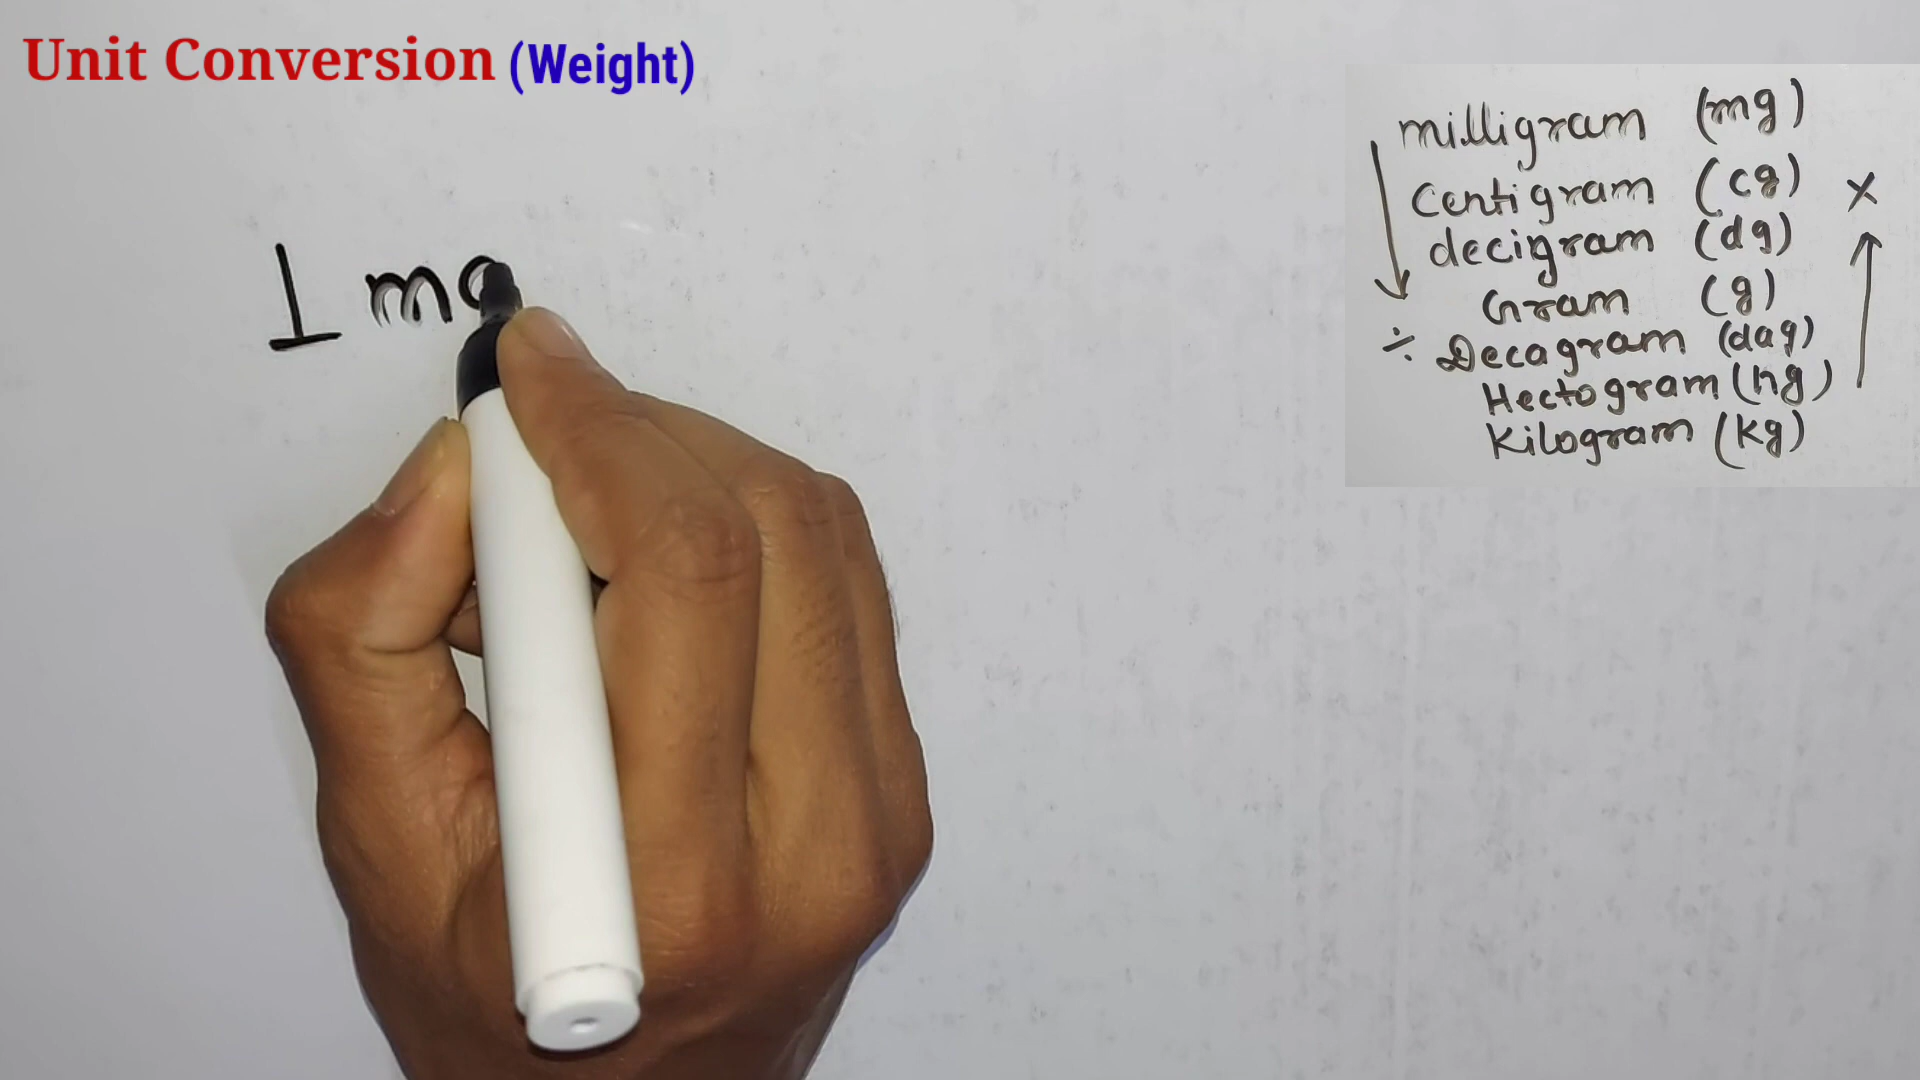 Unit Conversion (Weight)
1 mg
milligram (mg)
Centigram (cg) ×
decigram (dg)
Gram (g)
÷ Decagram (dag)
Hectogram (hg)
Kilogram (kg)